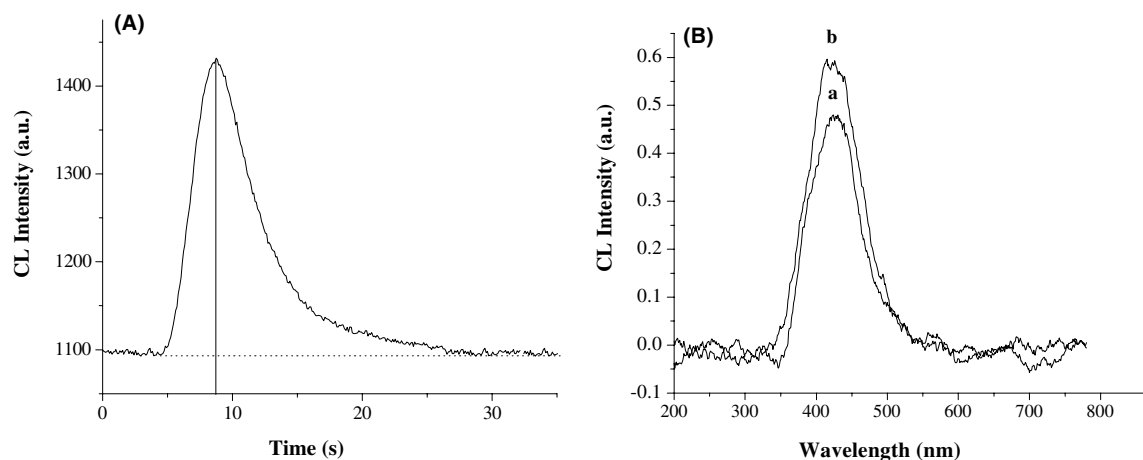 (A)
CL Intensity (a.u.)
1400
1300
1200
1100
0 10 20 30
Time (s)
(B)
b
a
CL Intensity (a.u.)
0.6
0.5
0.4
0.3
0.2
0.1
0.0
-0.1
200 300 400 500 600 700 800
Wavelength (nm)